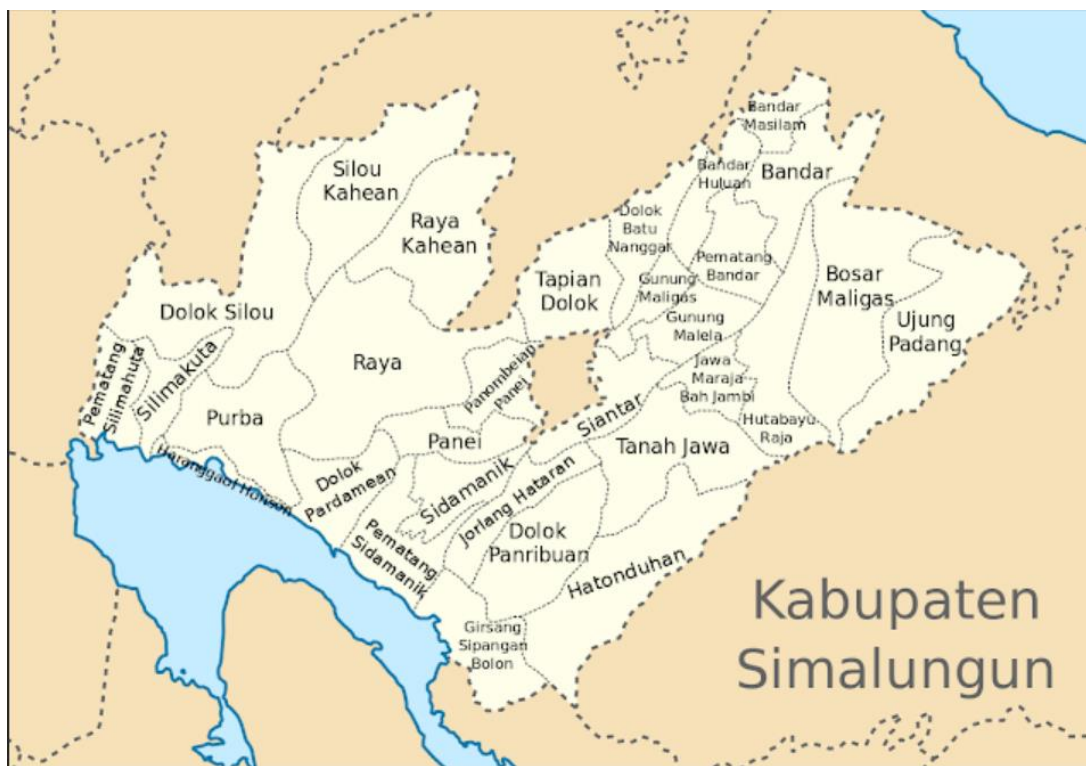 Bandar
Masilam
Silou
Kahean
Bandar
Huluan
Bandar
Raya
Kahean
Dolok
Batu
Nanggar
Pematang
Bandar
Tapian
Dolok
Gunung
Maligas
Bosar
Maligas
Dolok Silou
Gunung
Malela
Ujung
Padang
Pematang
Silimahuta
Silimakuta
Raya
Panombeian
Panei
Jawa
Maraja
Bah Jambi
Purba
Siantar
Hutabayu
Raja
Panei
Tanah Jawa
Haranggaol Horison
Dolok
Pardamean
Sidamanik
Jorlang Hataran
Pematang
Sidamanik
Dolok
Panribuan
Hatonduhan
Girsang
Sipangan
Bolon
Kabupaten
Simalungun